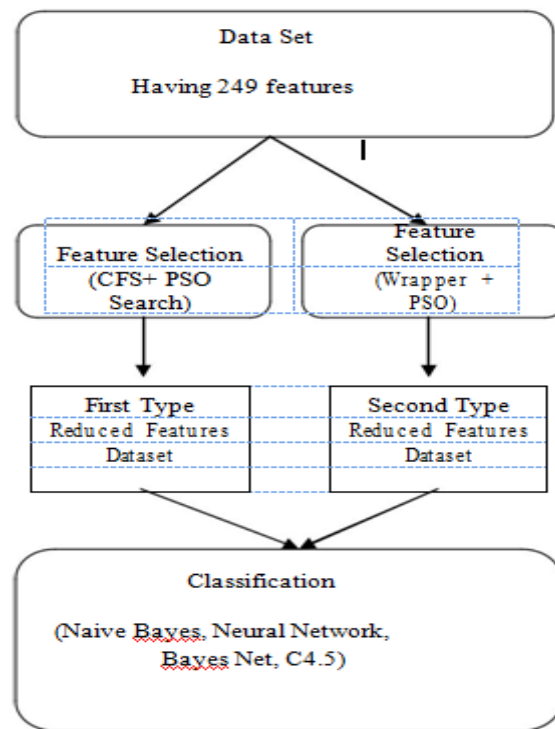 Data Set
Having 249 features
Feature Selection
(CFS+ PSO
Search)
Feature
Selection
(Wrapper +
PSO)
First Type
Reduced Features
Dataset
Second Type
Reduced Features
Dataset
Classification
(Naive Bayes, Neural Network,
Bayes Net, C4.5)